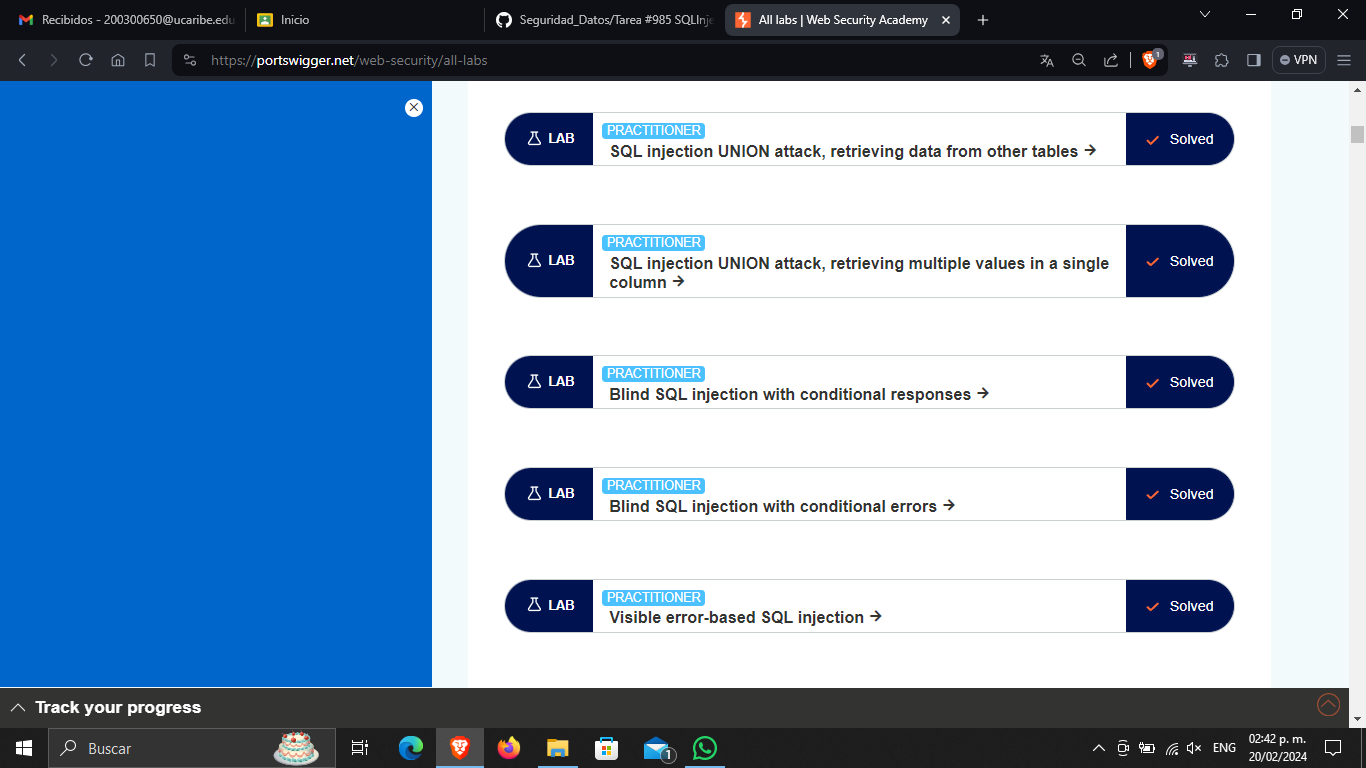 Recibidos - 200300650@ucaribe.edu
Inicio
Seguridad_Datos/Tarea #985 SQLInje
All labs | Web Security Academy
https://portswigger.net/web-security/all-labs
1
VPN
LAB
PRACTITIONER
SQL injection UNION attack, retrieving data from other tables
Solved
LAB
PRACTITIONER
SQL injection UNION attack, retrieving multiple values in a single
column
Solved
LAB
PRACTITIONER
Blind SQL injection with conditional responses
Solved
LAB
PRACTITIONER
Blind SQL injection with conditional errors
Solved
LAB
PRACTITIONER
Visible error-based SQL injection
Solved
Track your progress
Buscar
1
ENG
02:42 p. m.
20/02/2024